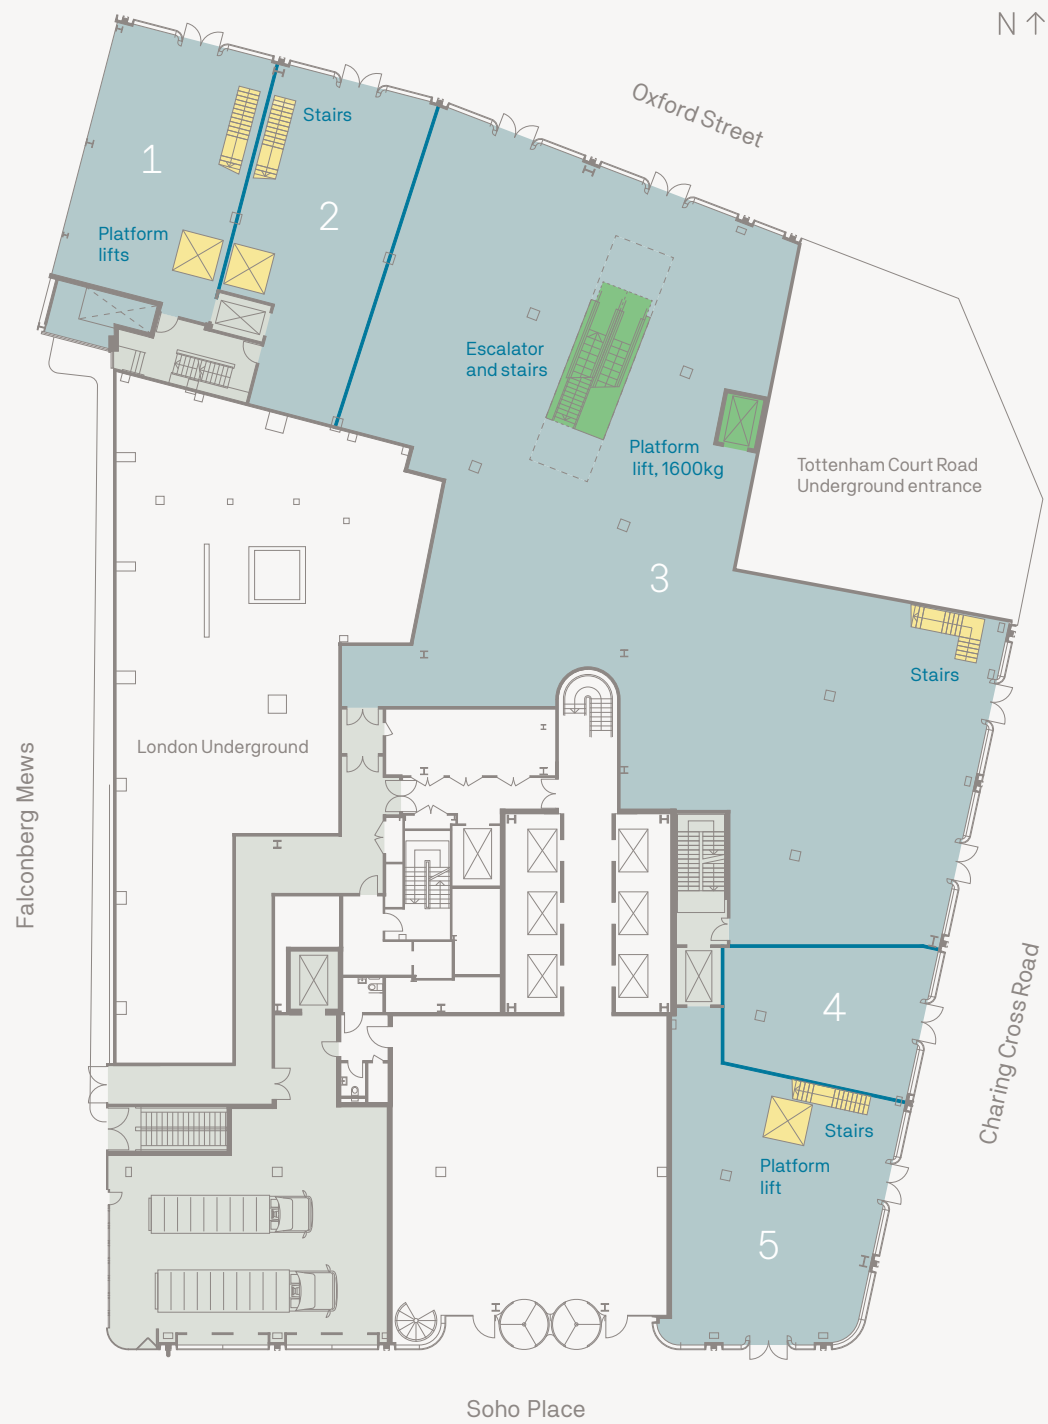 N ↑
Oxford Street
Stairs
1
2
Platform
lifts
Escalator
and stairs
Platform
lift, 1600kg
Tottenham Court Road
Underground entrance
3
Stairs
London Underground
Falconberg Mews
Charing Cross Road
4
Stairs
Platform
lift
5
Soho Place